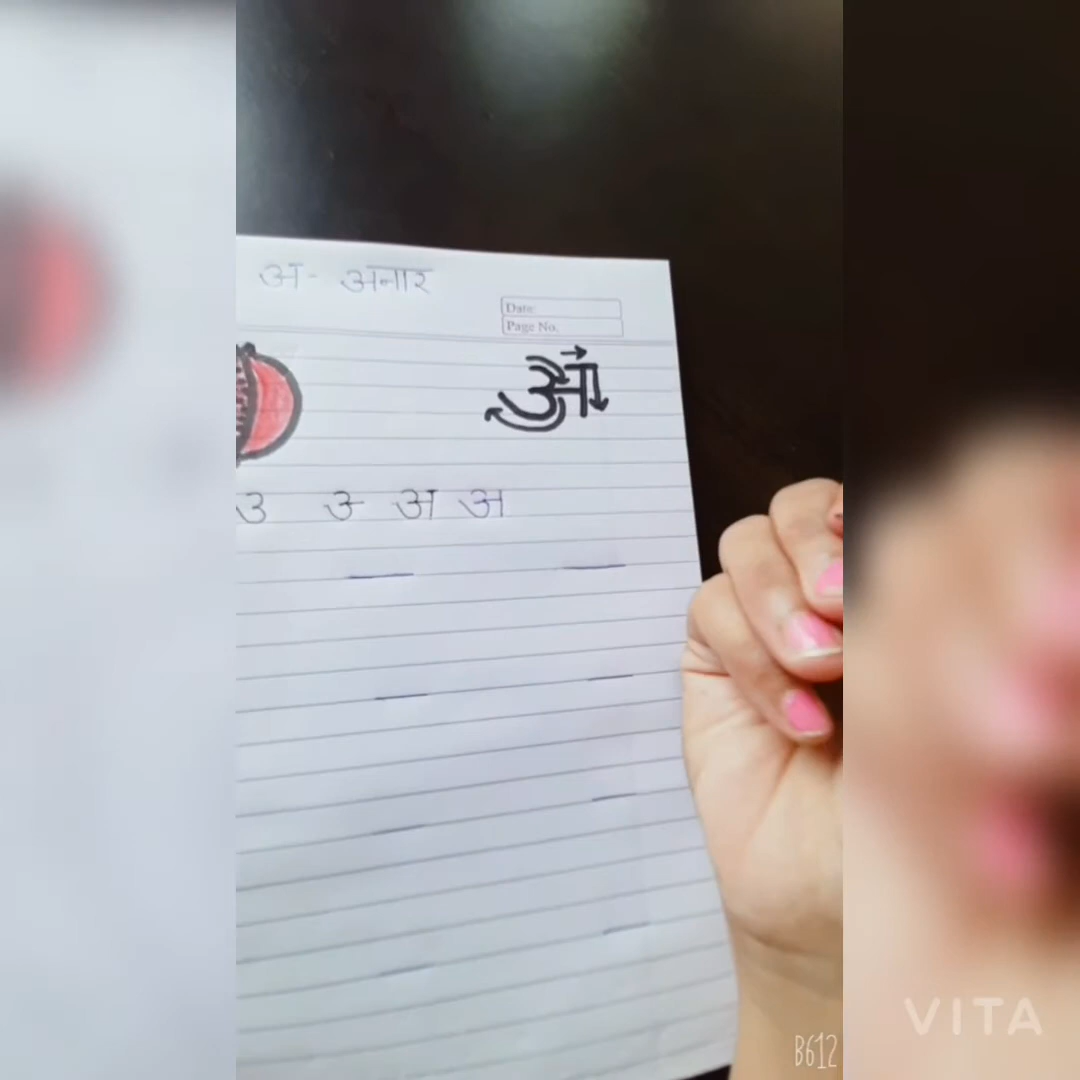 अ - अनार
Date
Page No.
अ
उ उ अ अ
VITA
B612